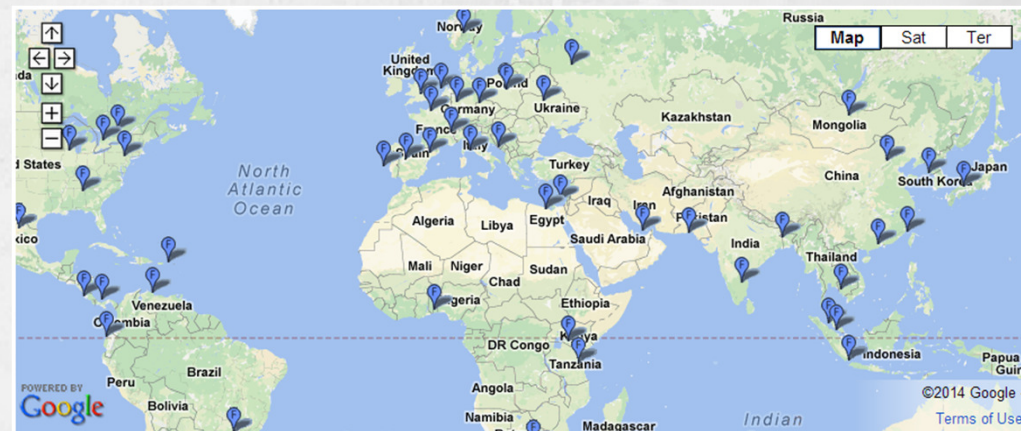 Russia
Norway
Map Sat Ter
United
Kingdom
nada
Poland
Germany
Ukraine
France
Kazakhstan
Mongolia
Italy
d States
Spain
North
Atlantic
Ocean
Turkey
China
South Korea
Japan
Afghanistan
Iraq
Iran
Pakistan
xico
Algeria
Libya
Egypt
Saudi Arabia
India
Mali
Niger
Chad
Sudan
Thailand
Venezuela
Nigeria
Ethiopia
Colombia
Kenya
DR Congo
Tanzania
Indonesia
Papua
Guin
Peru
Brazil
Bolivia
Angola
Namibia
Madagascar
Indian
POWERED BY
Google
©2014 Google
Terms of Use